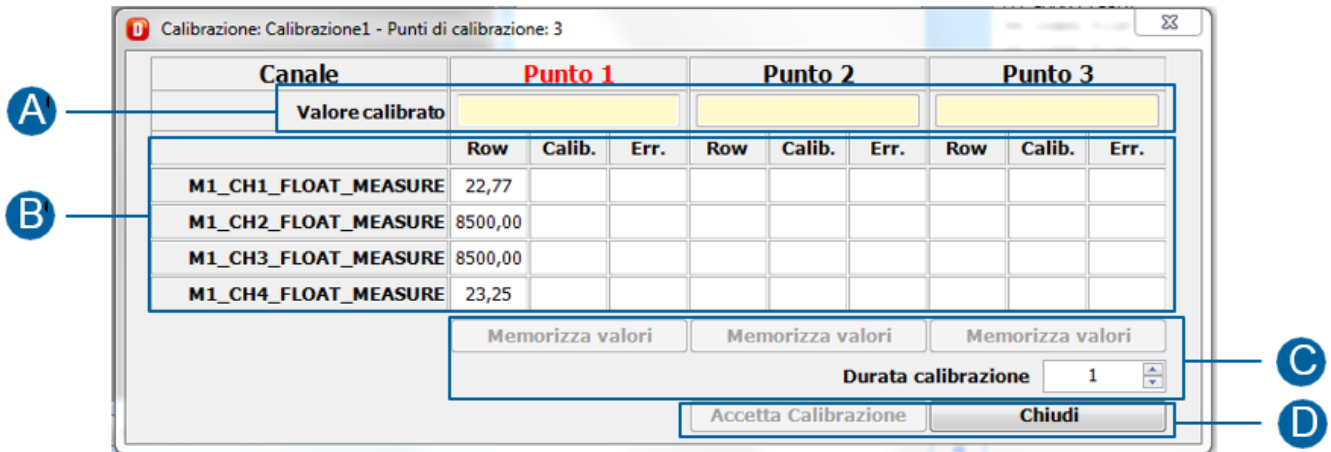 D Calibrazione: Calibrazione1 - Punti di calibrazione: 3
Canale Punto 1 Punto 2 Punto 3
A Valore calibrato
Row Calib. Err. Row Calib. Err. Row Calib. Err.
M1_CH1_FLOAT_MEASURE 22,77
B M1_CH2_FLOAT_MEASURE 8500,00
M1_CH3_FLOAT_MEASURE 8500,00
M1_CH4_FLOAT_MEASURE 23,25
Memorizza valori Memorizza valori Memorizza valori
C
Durata calibrazione 1
Accetta Calibrazione Chiudi D